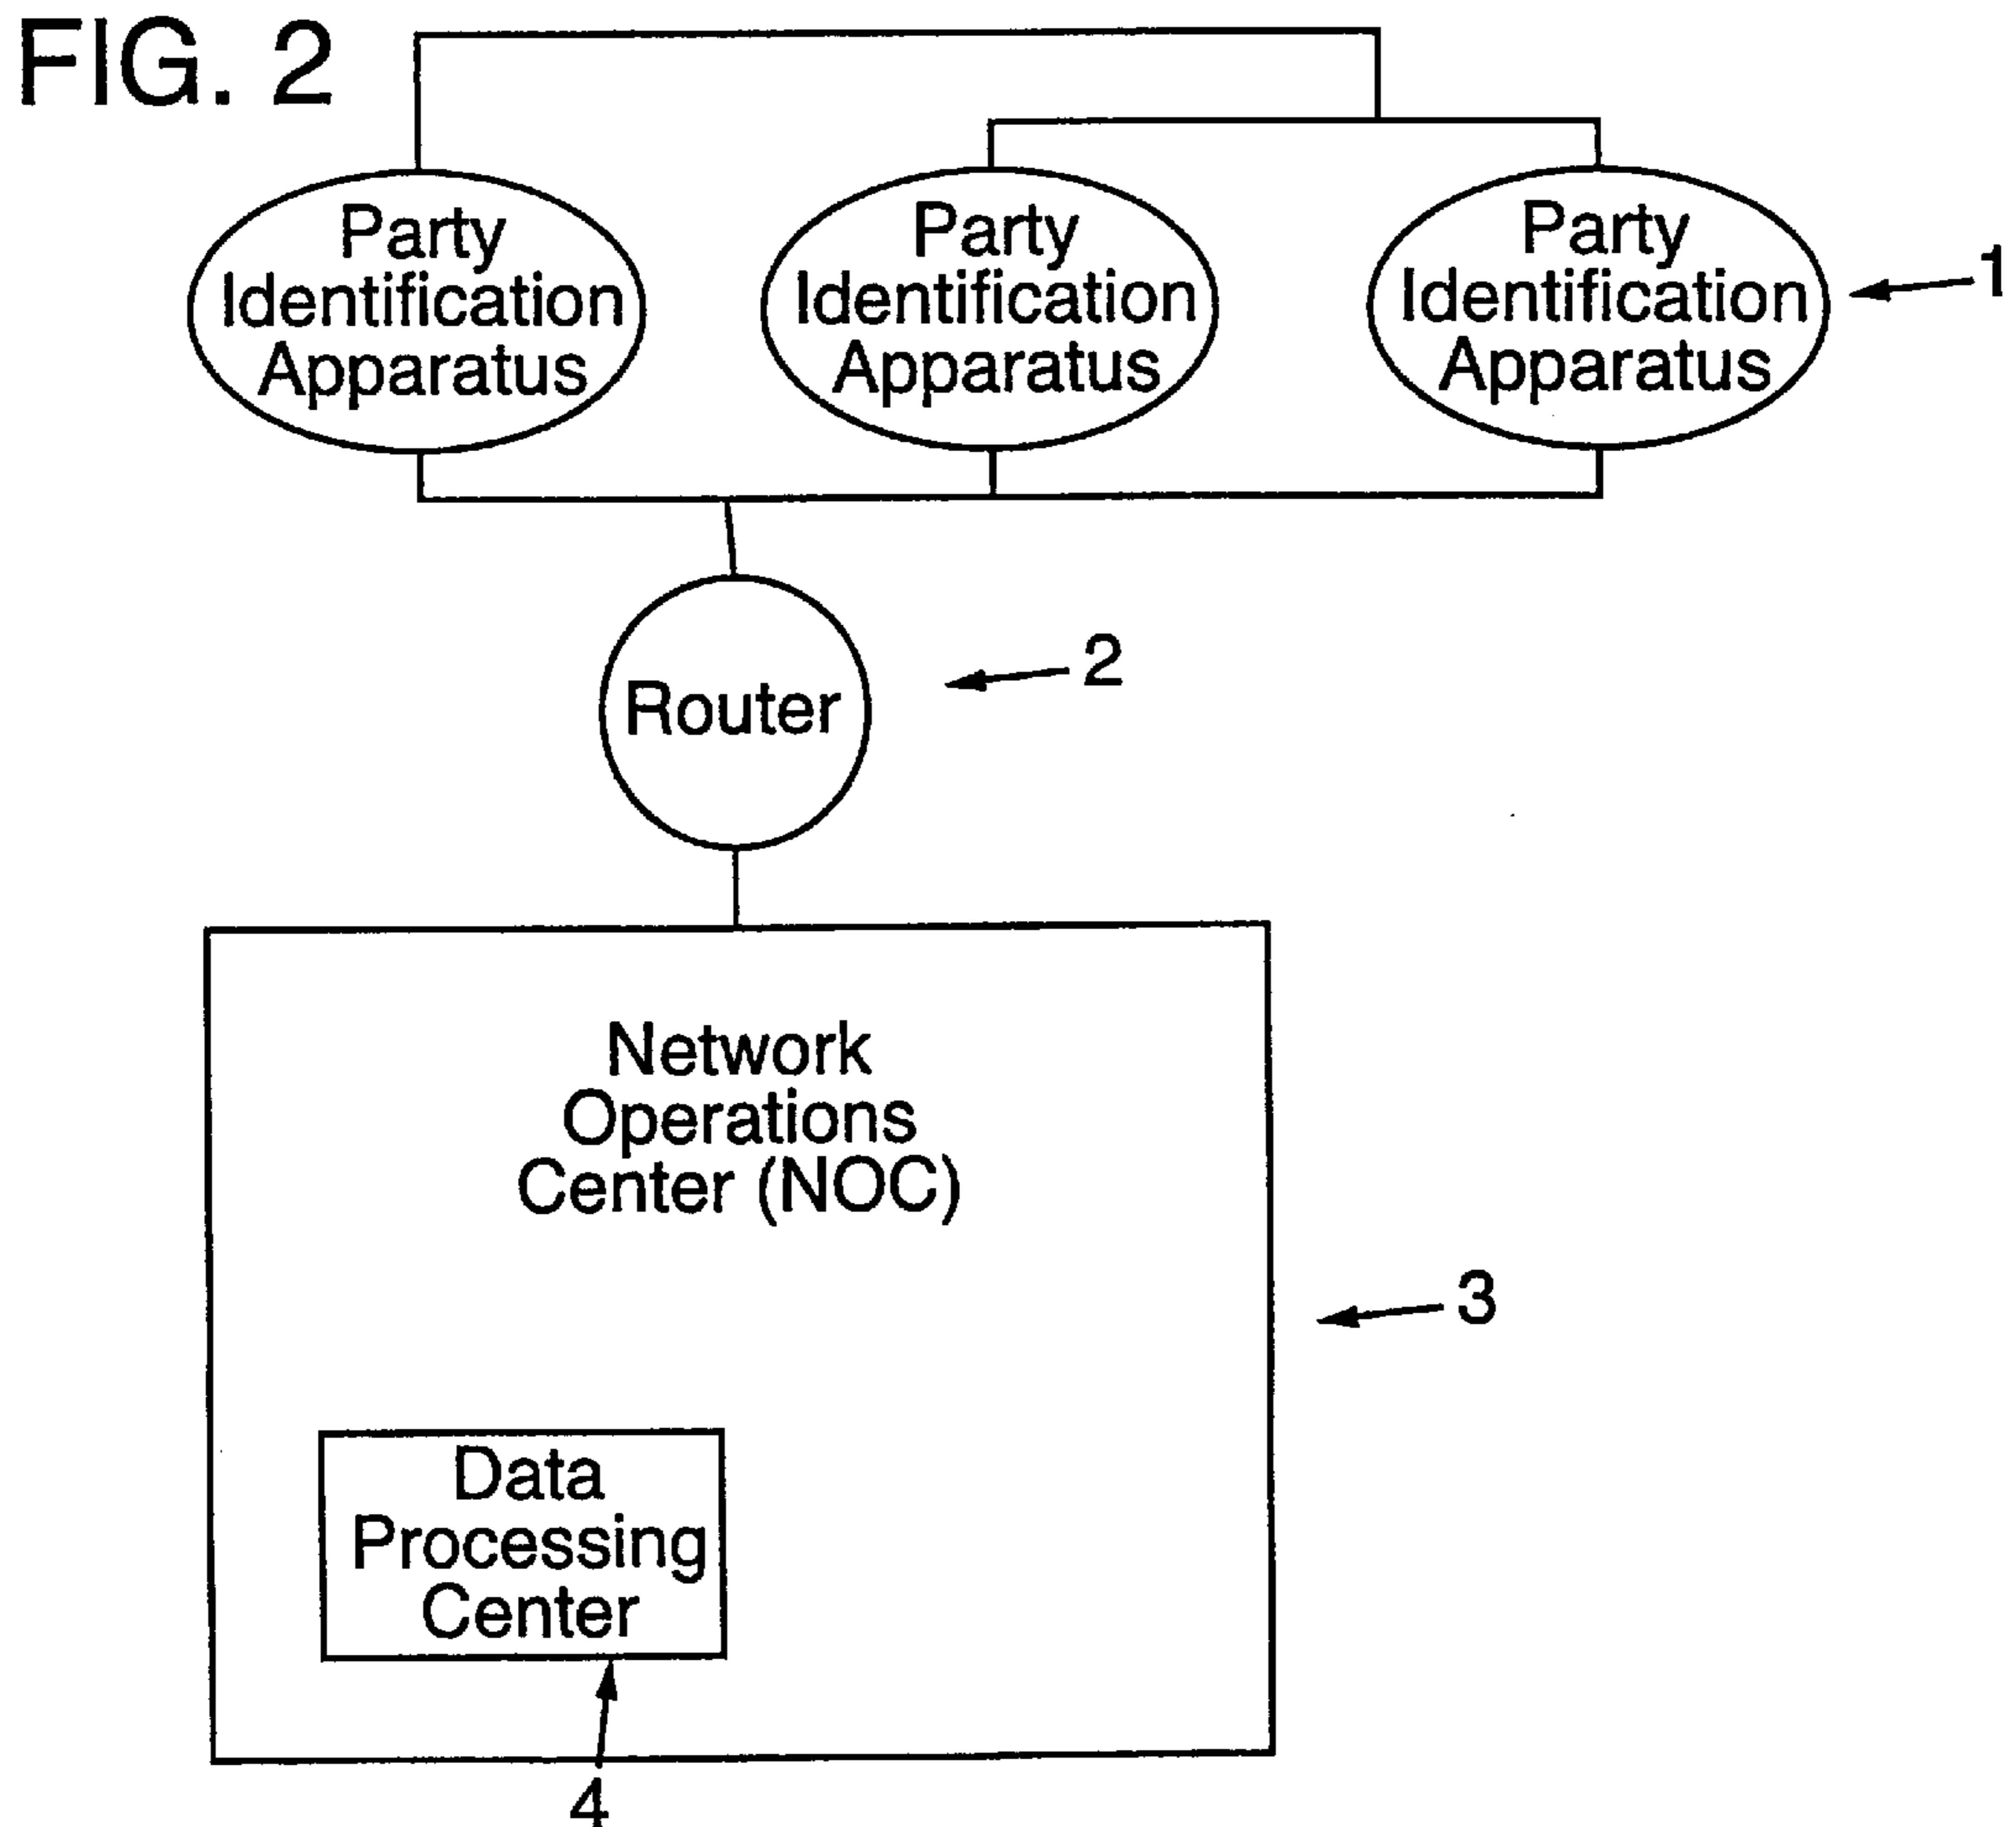 FIG. 2
Party
Identification
Apparatus
Party
Identification
Apparatus
Party
Identification
Apparatus
1
Router
2
Network
Operations
Center (NOC)
3
Data
Processing
Center
4